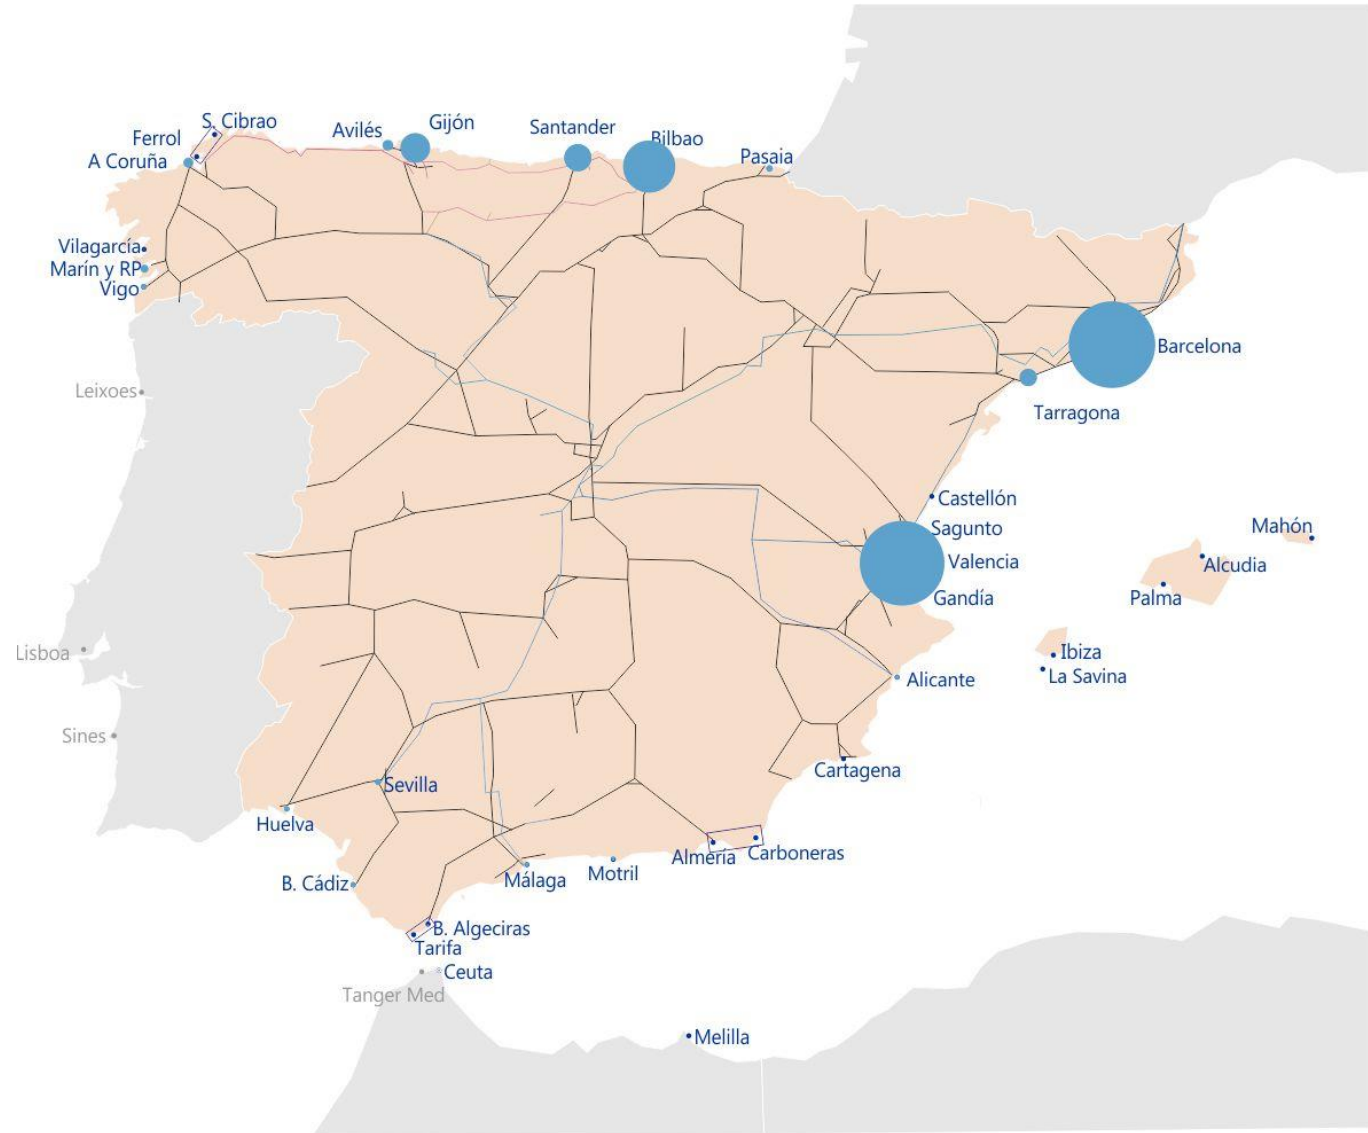 S. Cibrao
Ferrol
A Coruña
Avilés
Gijón
Santander
Bilbao
Pasaia
Vilagarcía
Marín y RP
Vigo
Barcelona
Leixoes
Tarragona
Castellón
Sagunto
Mahón
Valencia
Alcudia
Gandía
Palma
Lisboa
Ibiza
La Savina
Alicante
Sines
Cartagena
Sevilla
Huelva
Almería
Carboneras
Motril
Málaga
B. Cádiz
B. Algeciras
Tarifa
Ceuta
Tanger Med
Melilla